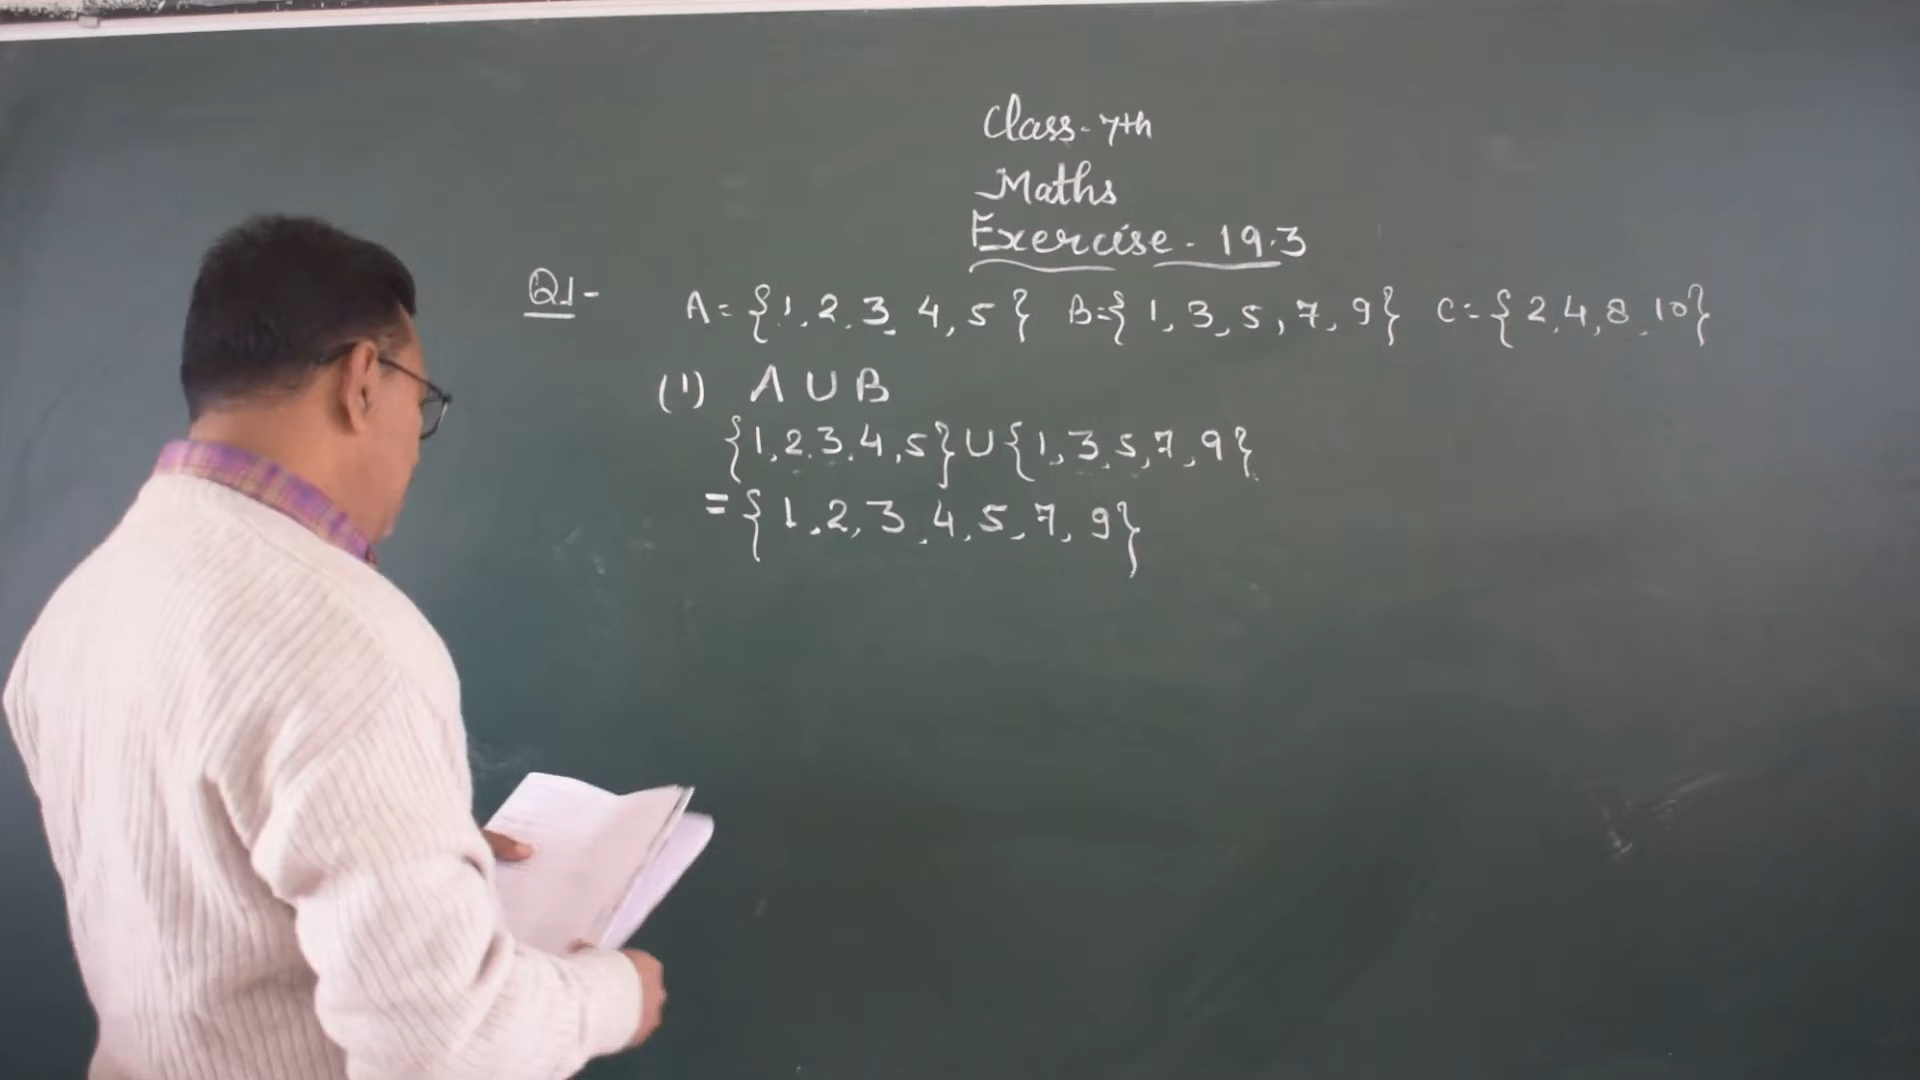 Class - 7th
Maths
Exercise - 19.3
Q1- A = {1, 2, 3, 4, 5} B = {1, 3, 5, 7, 9} C = {2, 4, 8, 10}
(1) A ∪ B
{1, 2, 3, 4, 5} ∪ {1, 3, 5, 7, 9}
= {1, 2, 3, 4, 5, 7, 9}